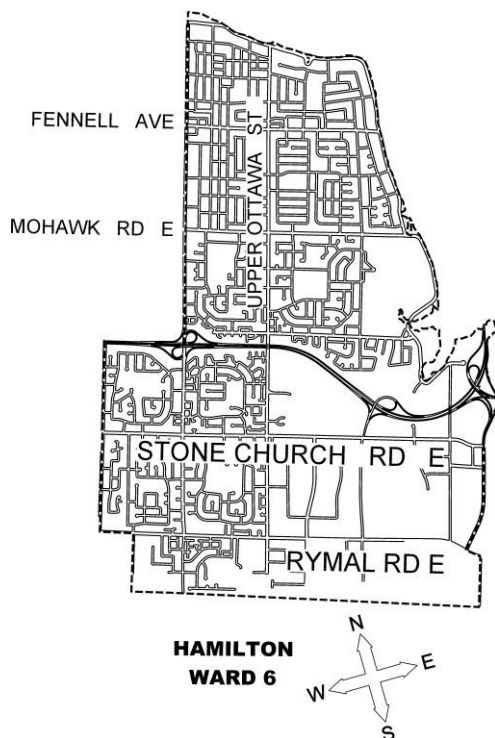 FENNELL AVE
UPPER OTTAWA ST
MOHAWK RD E
STONE CHURCH RD E
RYMAL RD E
HAMILTON
WARD 6
N
E
W
S